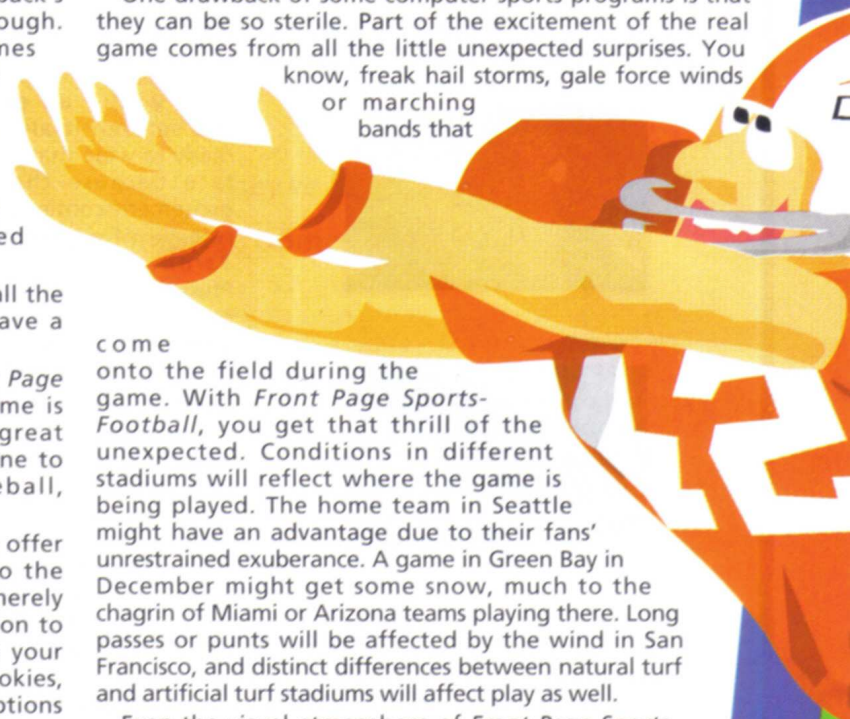 ough.
nes
ed
all the
ave a
Page
me is
great
ne to
eball,
offer
o the
nerely
on to
your
okies,
otions
they can be so sterile. Part of the excitement of the real
game comes from all the little unexpected surprises. You
know, freak hail storms, gale force winds
or marching
bands that
come
onto the field during the
game. With Front Page Sports-
Football, you get that thrill of the
unexpected. Conditions in different
stadiums will reflect where the game is
being played. The home team in Seattle
might have an advantage due to their fans'
unrestrained exuberance. A game in Green Bay in
December might get some snow, much to the
chagrin of Miami or Arizona teams playing there. Long
passes or punts will be affected by the wind in San
Francisco, and distinct differences between natural turf
and artificial turf stadiums will affect play as well.
12